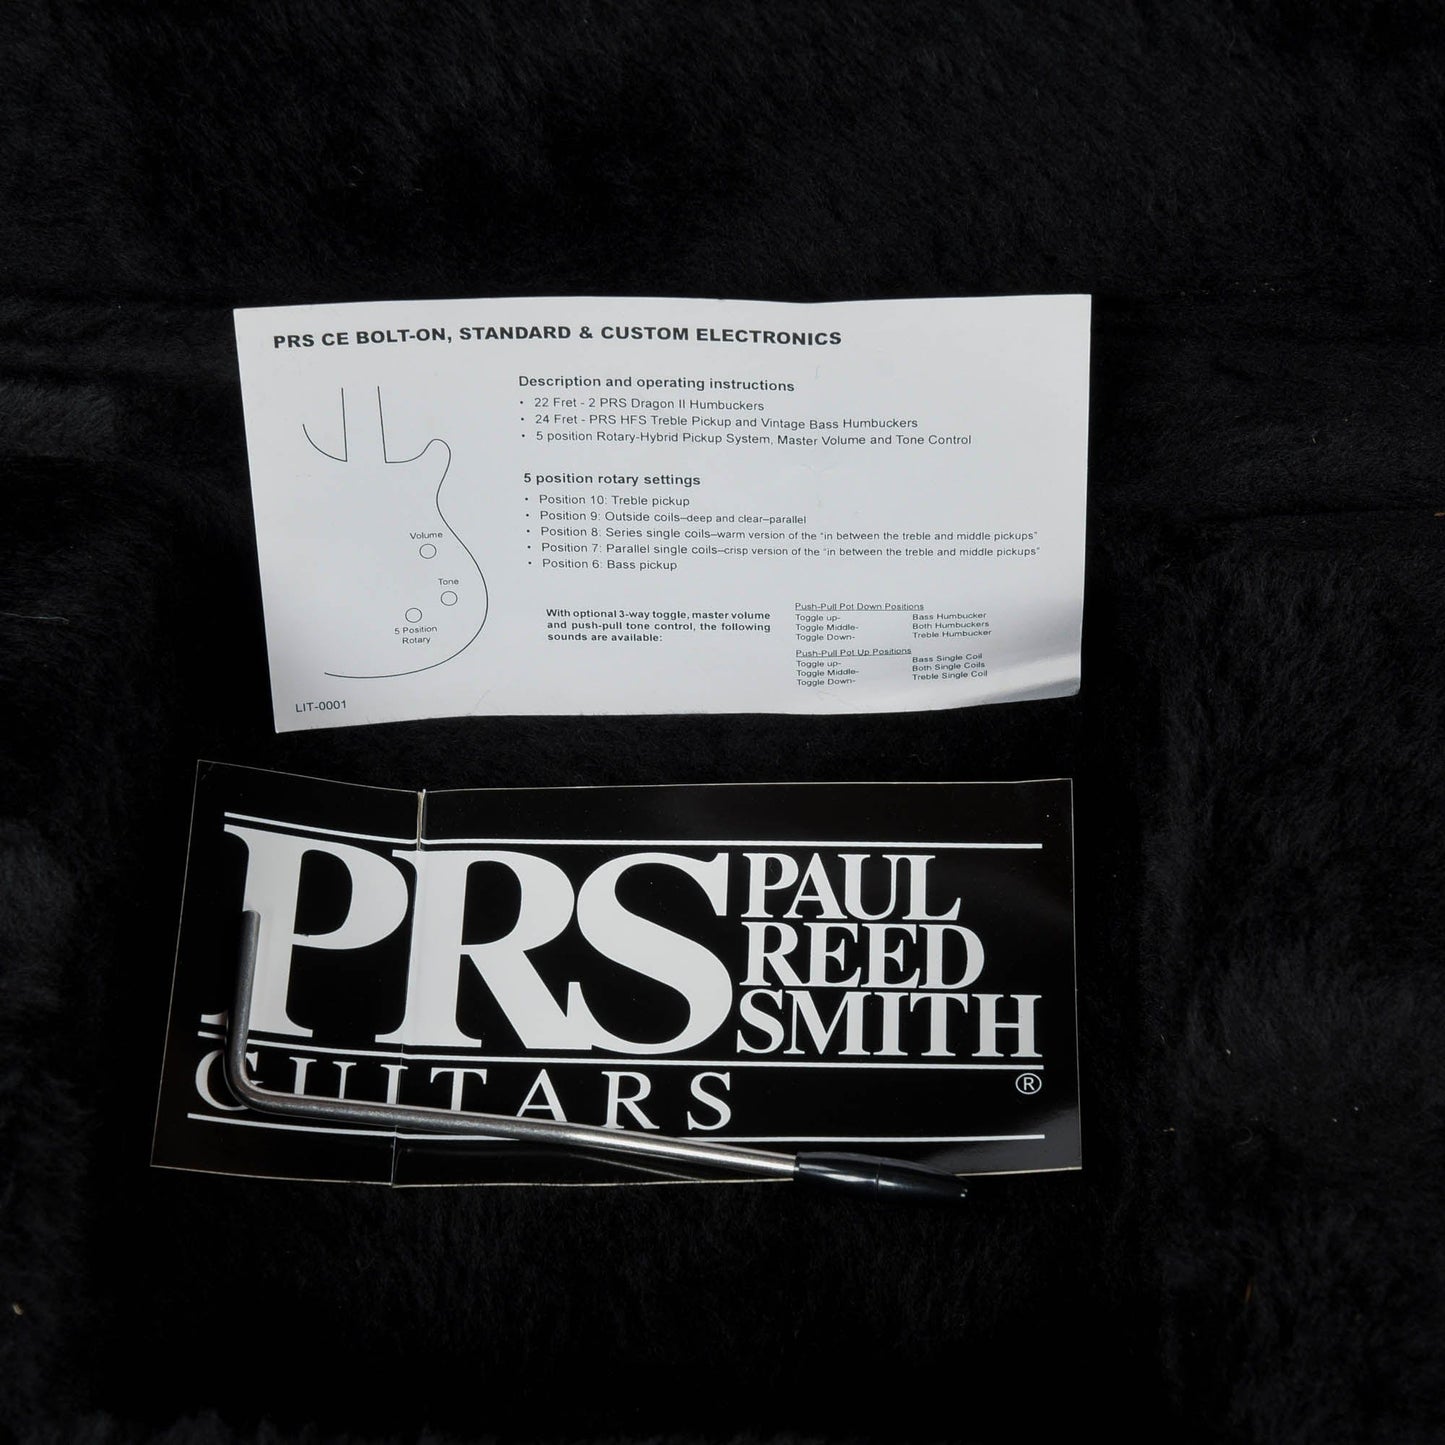 PRS CE BOLT-ON, STANDARD & CUSTOM ELECTRONICS
Description and operating instructions
• 22 Fret - 2 PRS Dragon II Humbuckers
• 24 Fret - PRS HFS Treble Pickup and Vintage Bass Humbuckers
• 5 position Rotary-Hybrid Pickup System, Master Volume and Tone Control
5 position rotary settings
• Position 10: Treble pickup
• Position 9: Outside coils–deep and clear–parallel
• Position 8: Series single coils–warm version of the "in between the treble and middle pickups"
• Position 7: Parallel single coils–crisp version of the "in between the treble and middle pickups"
• Position 6: Bass pickup
Volume
Tone
5 Position
Rotary
With optional 3-way toggle, master volume
and push-pull tone control, the following
sounds are available:
Push-Pull Pot Down Positions
Toggle up- Bass Humbucker
Toggle Middle- Both Humbuckers
Toggle Down- Treble Humbucker
Push-Pull Pot Up Positions
Toggle up- Bass Single Coil
Toggle Middle- Both Single Coils
Toggle Down- Treble Single Coil
LIT-0001
PRS
PAUL
REED
SMITH
GUITARS
®